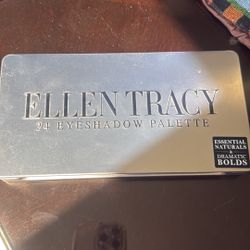 ELLEN TRACY
24 EYESHADOW PALETTE
ESSENTIAL
NATURALS
&
DRAMATIC
BOLDS